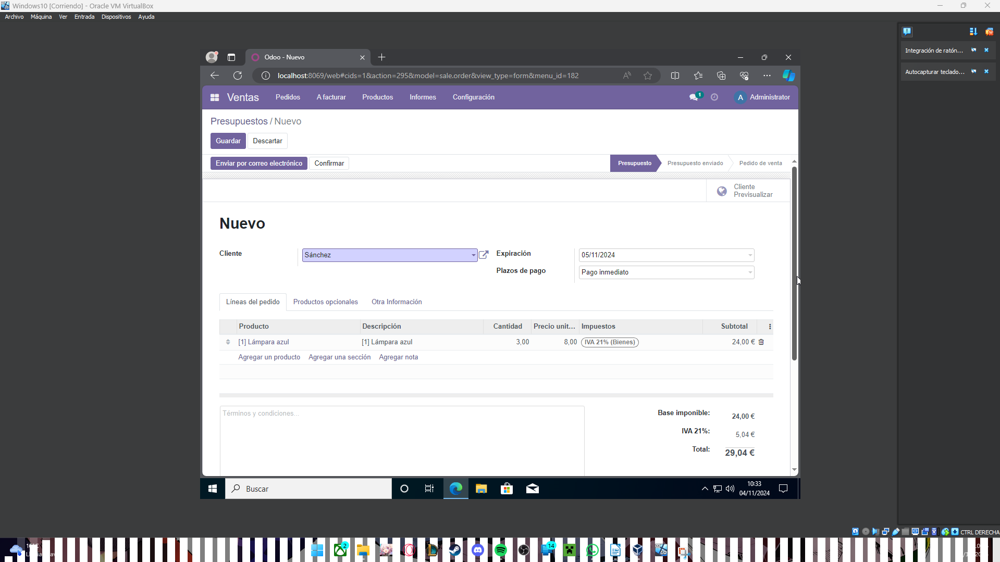 Windows10 [Corriendo] - Oracle VM VirtualBox
Archivo Máquina Ver Entrada Dispositivos Ayuda
Integración de ratón...
Autocapturar teclado...
Odoo - Nuevo
localhost:8069/web#cids=1&action=295&model=sale.order&view_type=form&menu_id=182
Ventas Pedidos A facturar Productos Informes Configuración 1 A Administrator
Presupuestos / Nuevo
Guardar Descartar
Enviar por correo electrónico Confirmar Presupuesto Presupuesto enviado Pedido de venta
Cliente
Previsualizar
Nuevo
Cliente Sánchez Expiración 05/11/2024
Plazos de pago Pago inmediato
Líneas del pedido Productos opcionales Otra Información
Producto Descripción Cantidad Precio unit... Impuestos Subtotal
[1] Lámpara azul [1] Lámpara azul 3,00 8,00 IVA 21% (Bienes) 24,00 €
Agregar un producto Agregar una sección Agregar nota
Términos y condiciones...
Base imponible: 24,00 €
IVA 21%: 5,04 €
Total: 29,04 €
Buscar
10:33
04/11/2024
CTRL DERECHA
2
14